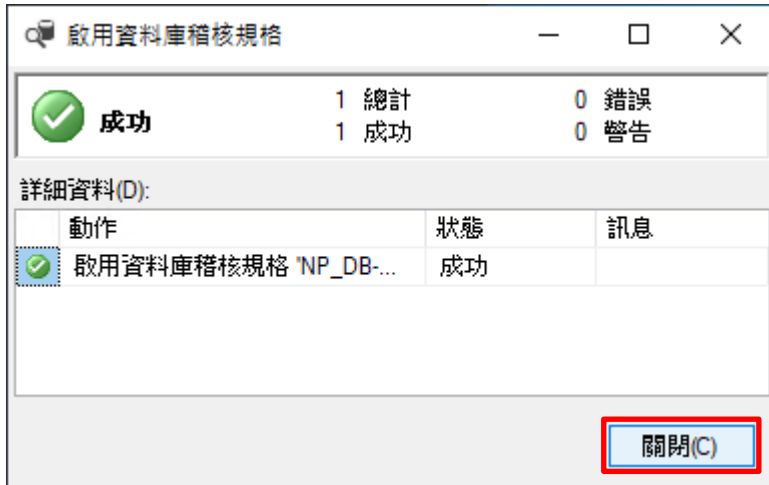 啟用資料庫稽核規格
成功
1 總計 0 錯誤
1 成功 0 警告
詳細資料(D):
動作 狀態 訊息
啟用資料庫稽核規格 'NP_DB-... 成功
關閉(C)